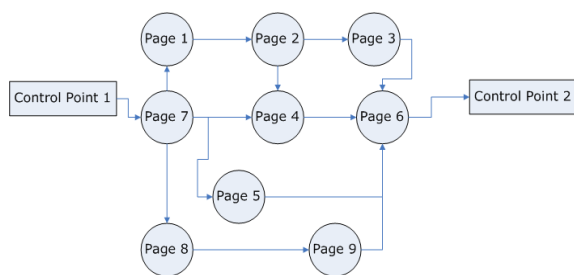 Page 1
Page 2
Page 3
Control Point 1
Page 7
Page 4
Page 6
Control Point 2
Page 5
Page 8
Page 9